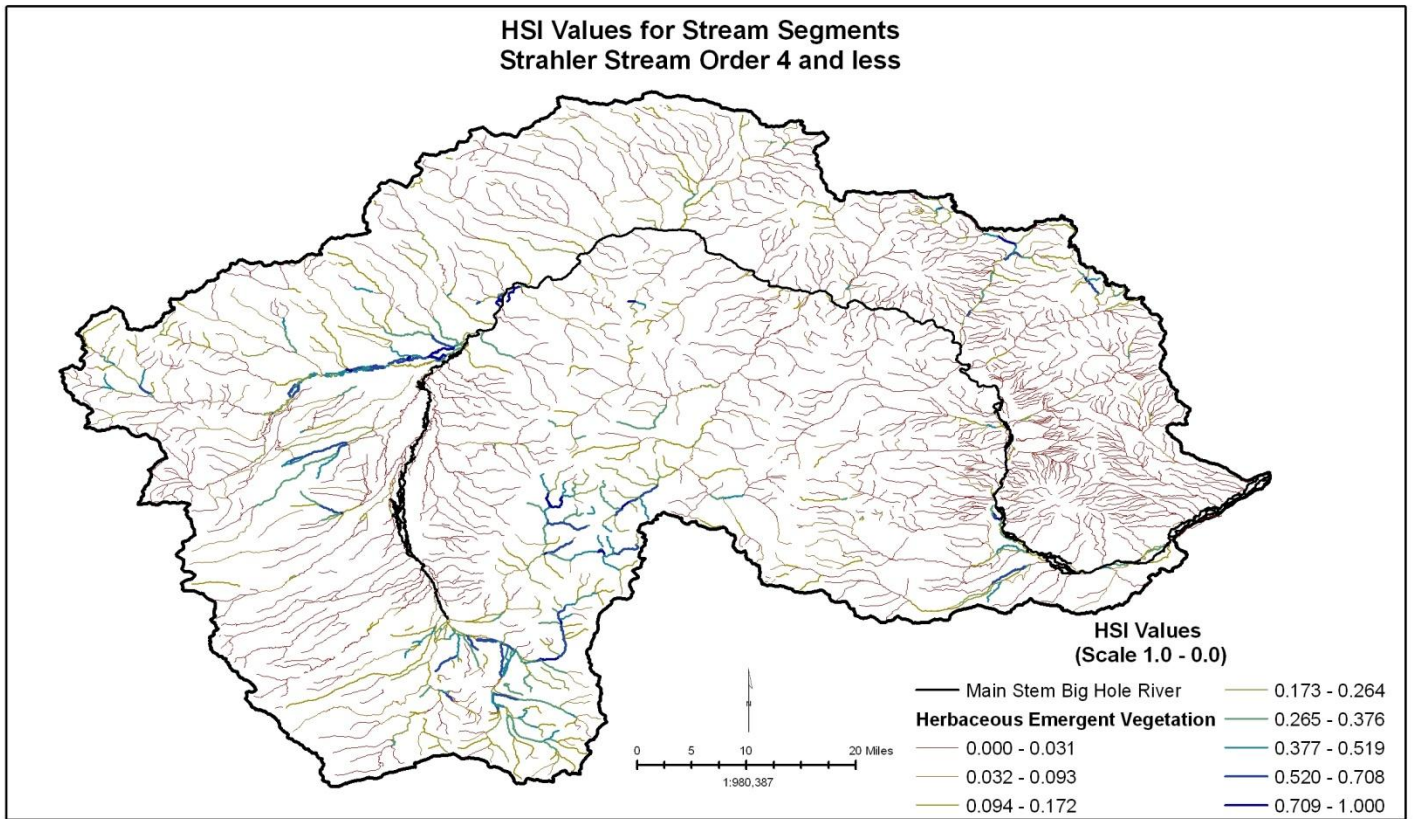 HSI Values for Stream Segments
Strahler Stream Order 4 and less
HSI Values
(Scale 1.0 - 0.0)
Main Stem Big Hole River
Herbaceous Emergent Vegetation
0.000 - 0.031
0.032 - 0.093
0.094 - 0.172
0.173 - 0.264
0.265 - 0.376
0.377 - 0.519
0.520 - 0.708
0.709 - 1.000
N
0 5 10 20 Miles
1:980,387